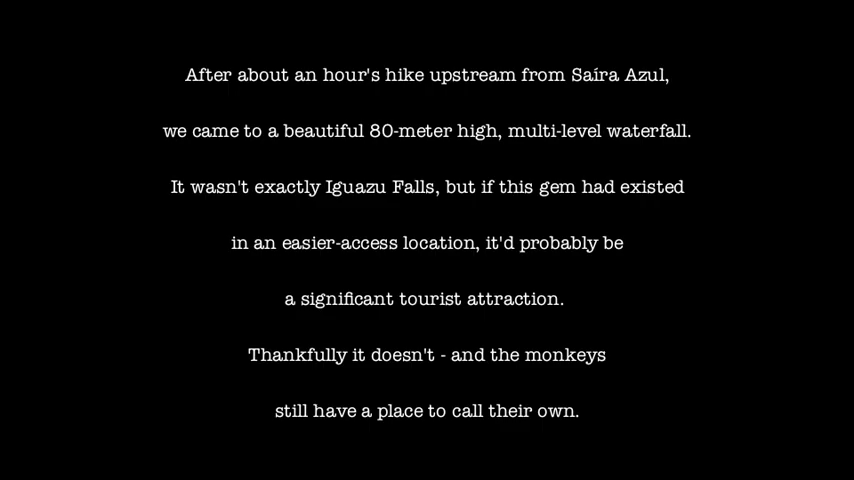 After about an hour's hike upstream from Saíra Azul,
we came to a beautiful 80-meter high, multi-level waterfall.
It wasn't exactly Iguazu Falls, but if this gem had existed
in an easier-access location, it'd probably be
a significant tourist attraction.
Thankfully it doesn't - and the monkeys
still have a place to call their own.